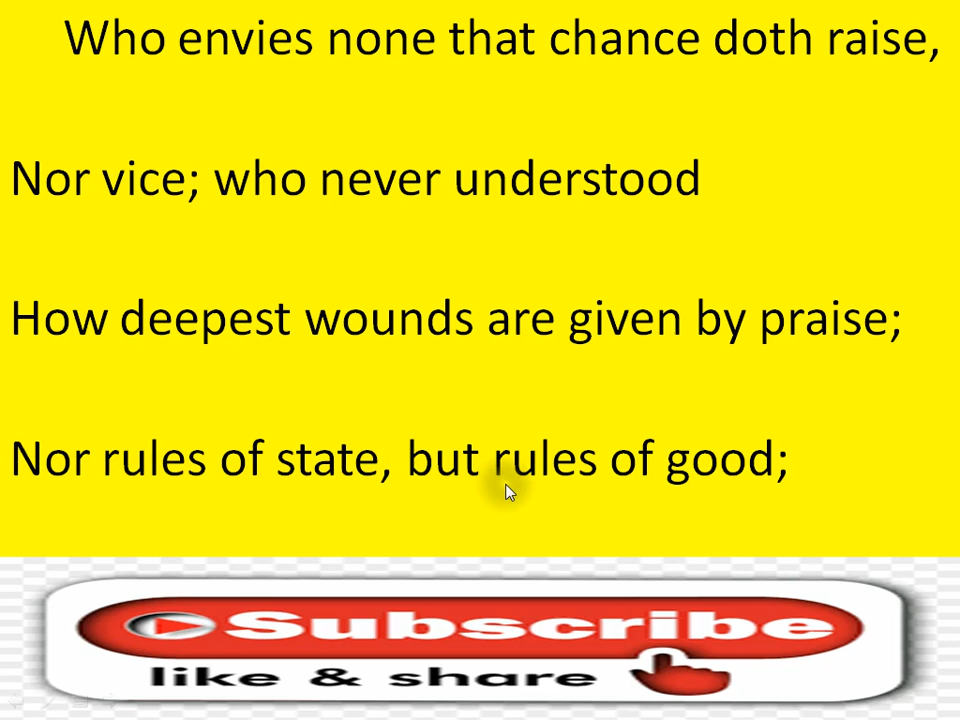 Who envies none that chance doth raise,
Nor vice; who never understood
How deepest wounds are given by praise;
Nor rules of state, but rules of good;
Subscribe
like & share